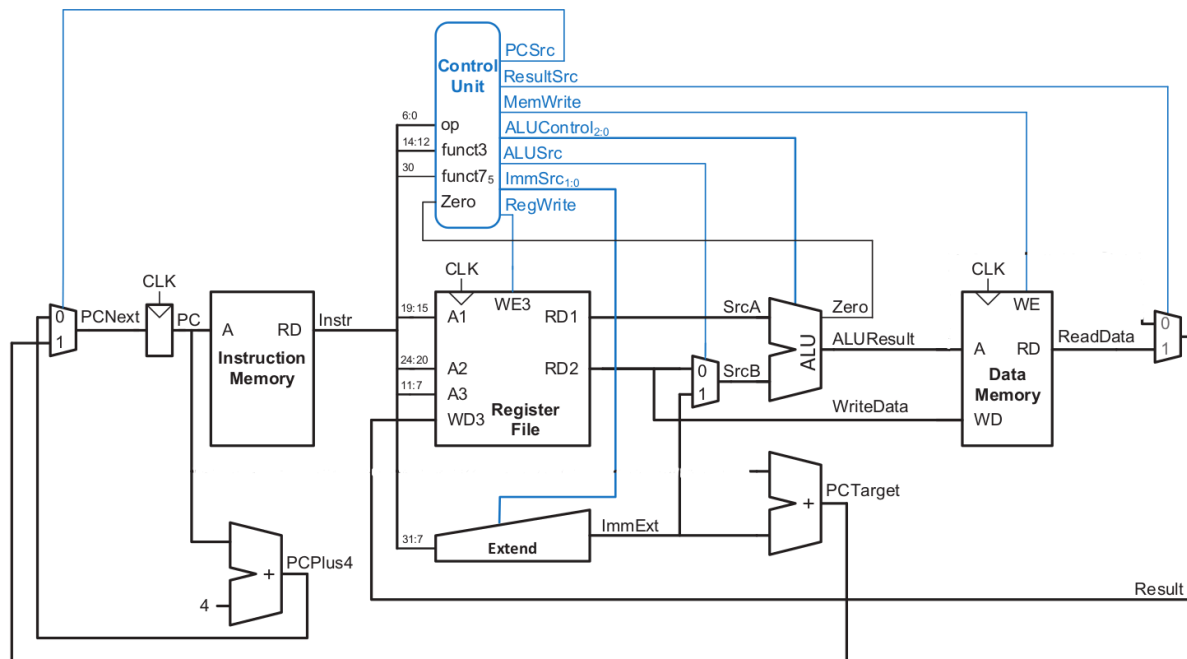 PCSrc
Control
Unit
ResultSrc
MemWrite
6:0
op
ALUControl2:0
14:12
funct3
ALUSrc
30
funct75
ImmSrc1:0
Zero
RegWrite
CLK
CLK
CLK
0
1
PCNext
PC
A
RD
Instruction
Memory
Instr
19:15
A1
WE3
RD1
SrcA
Zero
WE
0
1
24:20
A2
RD2
0
1
SrcB
ALU
ALUResult
A
RD
ReadData
11:7
A3
Data
Memory
WD3
Register
File
WriteData
WD
+
PCTarget
31:7
Extend
ImmExt
4
+
PCPlus4
Result